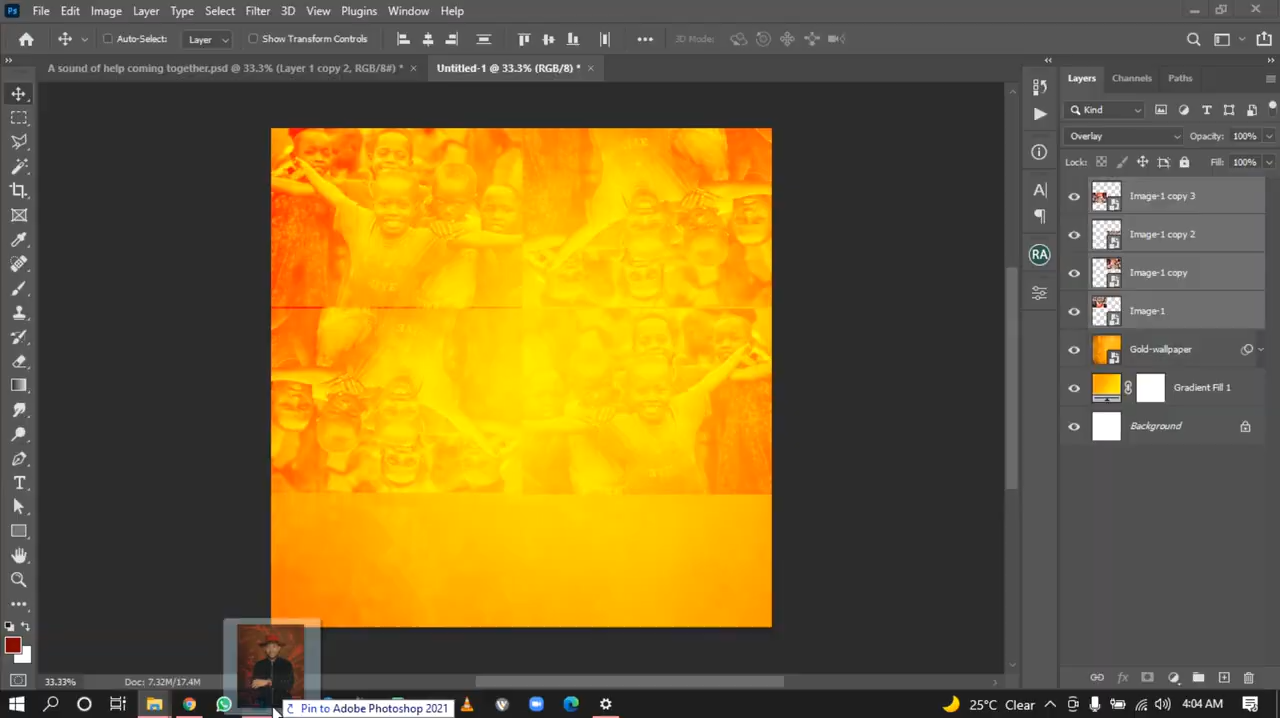 Ps File Edit Image Layer Type Select Filter 3D View Plugins Window Help
Auto-Select: Layer Show Transform Controls 3D Mode:
A sound of help coming together.psd @ 33.3% (Layer 1 copy 2, RGB/8#) * × Untitled-1 @ 33.3% (RGB/8) * ×
Layers Channels Paths
Kind
Overlay Opacity: 100%
Lock: Fill: 100%
Image-1 copy 3
Image-1 copy 2
Image-1 copy
Image-1
Gold-wallpaper
Gradient Fill 1
Background
A|
RA
T
fx
33.33% Doc: 7.32M/17.4M
Pin to Adobe Photoshop 2021
25°C Clear 4:04 AM